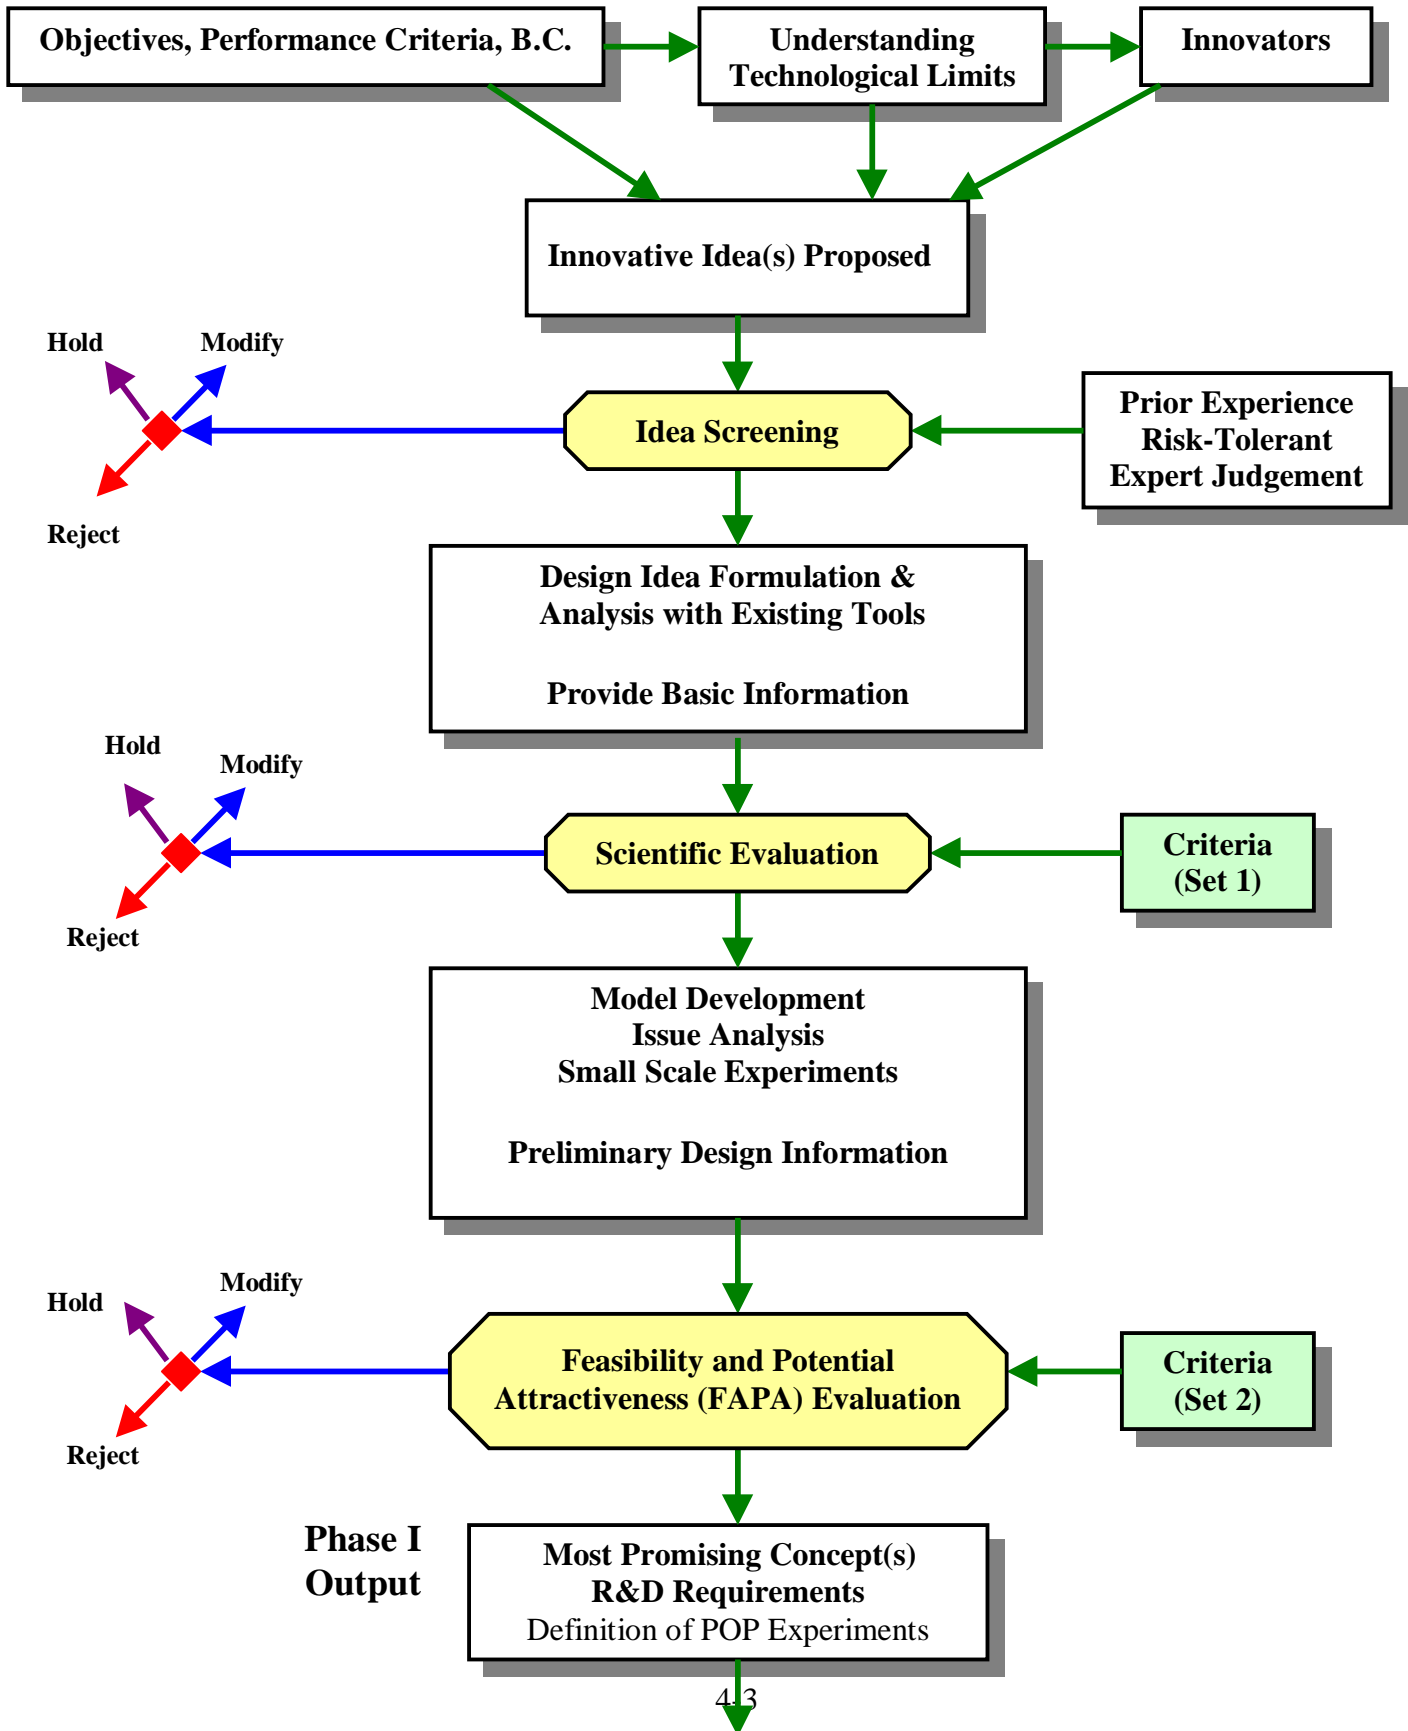 Objectives, Performance Criteria, B.C.
Understanding
Technological Limits
Innovators
Innovative Idea(s) Proposed
Hold
Modify
Reject
Idea Screening
Prior Experience
Risk-Tolerant
Expert Judgement
Design Idea Formulation &
Analysis with Existing Tools
Provide Basic Information
Hold
Modify
Reject
Scientific Evaluation
Criteria
(Set 1)
Model Development
Issue Analysis
Small Scale Experiments
Preliminary Design Information
Hold
Modify
Reject
Feasibility and Potential
Attractiveness (FAPA) Evaluation
Criteria
(Set 2)
Phase I
Output
Most Promising Concept(s)
R&D Requirements
Definition of POP Experiments
4-3